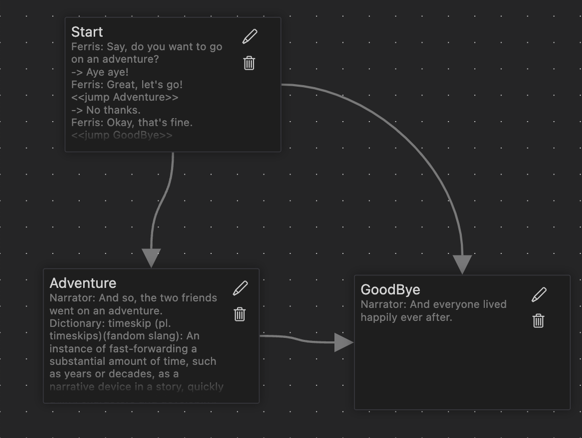 Start
Ferris: Say, do you want to go
on an adventure?
-> Aye aye!
Ferris: Great, let's go!
<<jump Adventure>>
-> No thanks.
Ferris: Okay, that's fine.
<<jump GoodBye>>
Adventure
Narrator: And so, the two friends
went on an adventure.
Dictionary: timeskip (pl.
timeskips)(fandom slang): An
instance of fast-forwarding a
substantial amount of time, such
as years or decades, as a
narrative device in a story, quickly
GoodBye
Narrator: And everyone lived
happily ever after.